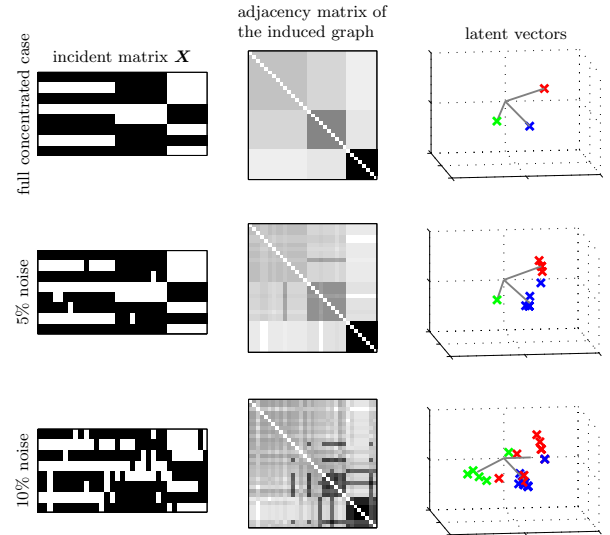 adjacency matrix of
the induced graph
incident matrix X
latent vectors
full concentrated case
5% noise
10% noise